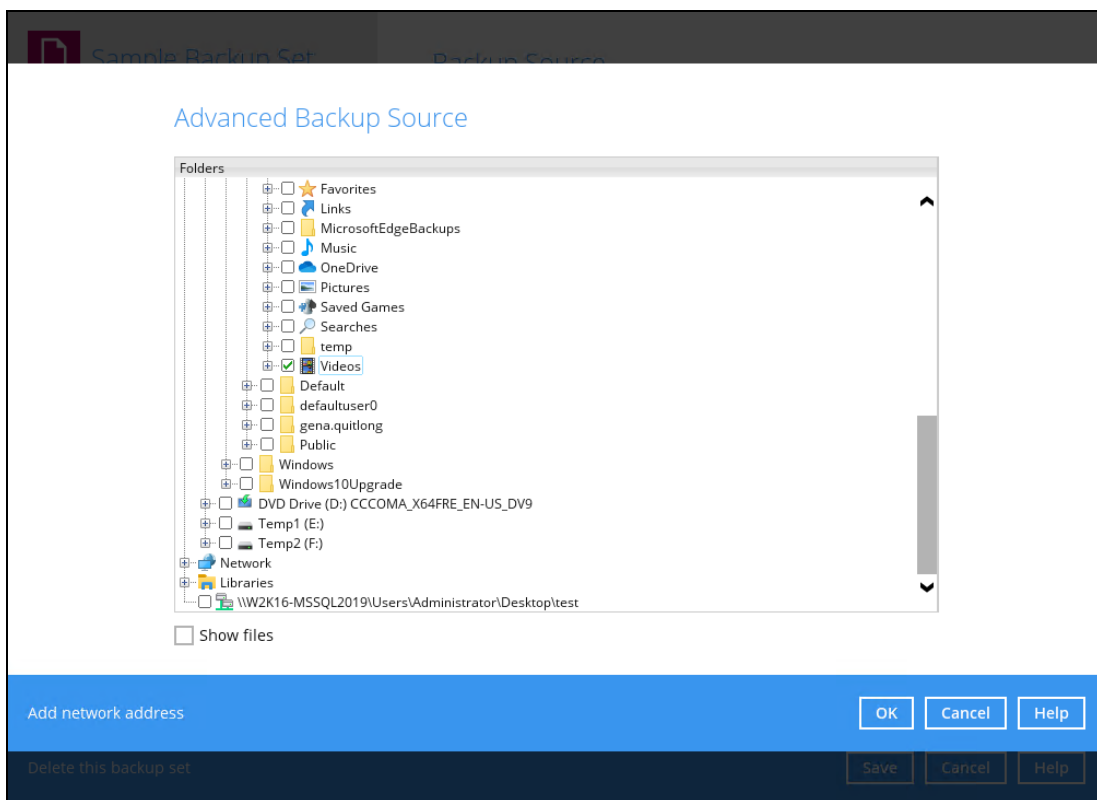 Sample Backup Set
Backup Source
Advanced Backup Source
Folders
Favorites
Links
MicrosoftEdgeBackups
Music
OneDrive
Pictures
Saved Games
Searches
temp
Videos
Default
defaultuser0
gena.quitlong
Public
Windows
Windows10Upgrade
DVD Drive (D:) CCCOMA_X64FRE_EN-US_DV9
Temp1 (E:)
Temp2 (F:)
Network
Libraries
\\W2K16-MSSQL2019\Users\Administrator\Desktop\test
Show files
Add network address OK Cancel Help
Delete this backup set Save Cancel Help